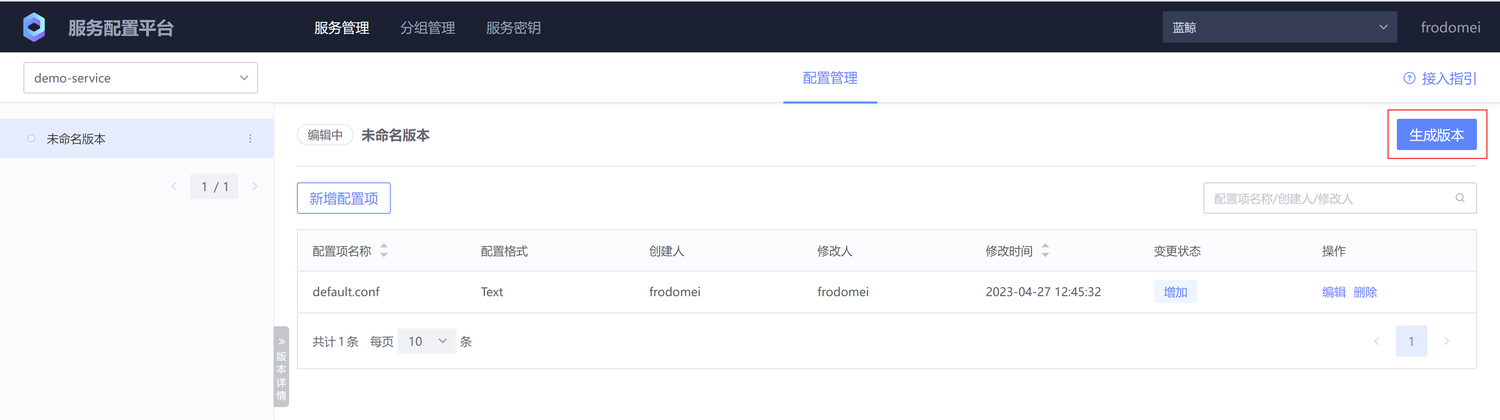 服务配置平台 服务管理 分组管理 服务密钥 蓝鲸 frodomei
demo-service 配置管理 接入指引
未命名版本 编辑中 未命名版本 生成版本
1 / 1
新增配置项 配置项名称/创建人/修改人
配置项名称 配置格式 创建人 修改人 修改时间 变更状态 操作
default.conf Text frodomei frodomei 2023-04-27 12:45:32 增加 编辑 删除
共计 1 条 每页 10 条 1
» 版本详情